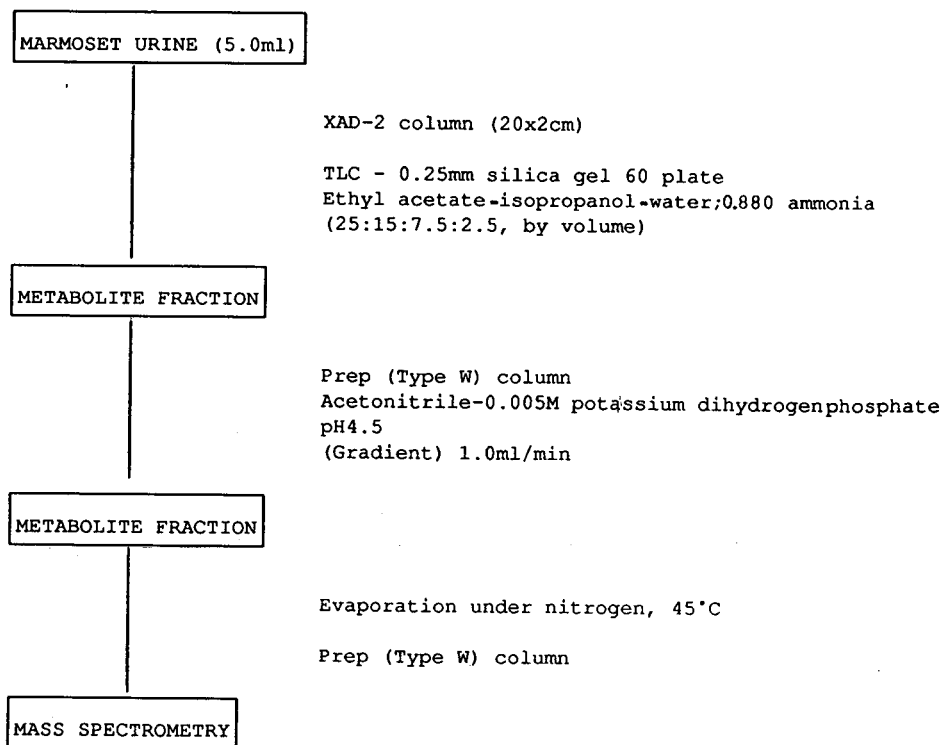 MARMOSET URINE (5.0ml)
XAD-2 column (20x2cm)
TLC - 0.25mm silica gel 60 plate
Ethyl acetate-isopropanol-water;0.880 ammonia
(25:15:7.5:2.5, by volume)
METABOLITE FRACTION
Prep (Type W) column
Acetonitrile-0.005M potassium dihydrogenphosphate
pH4.5
(Gradient) 1.0ml/min
METABOLITE FRACTION
Evaporation under nitrogen, 45°C
Prep (Type W) column
MASS SPECTROMETRY